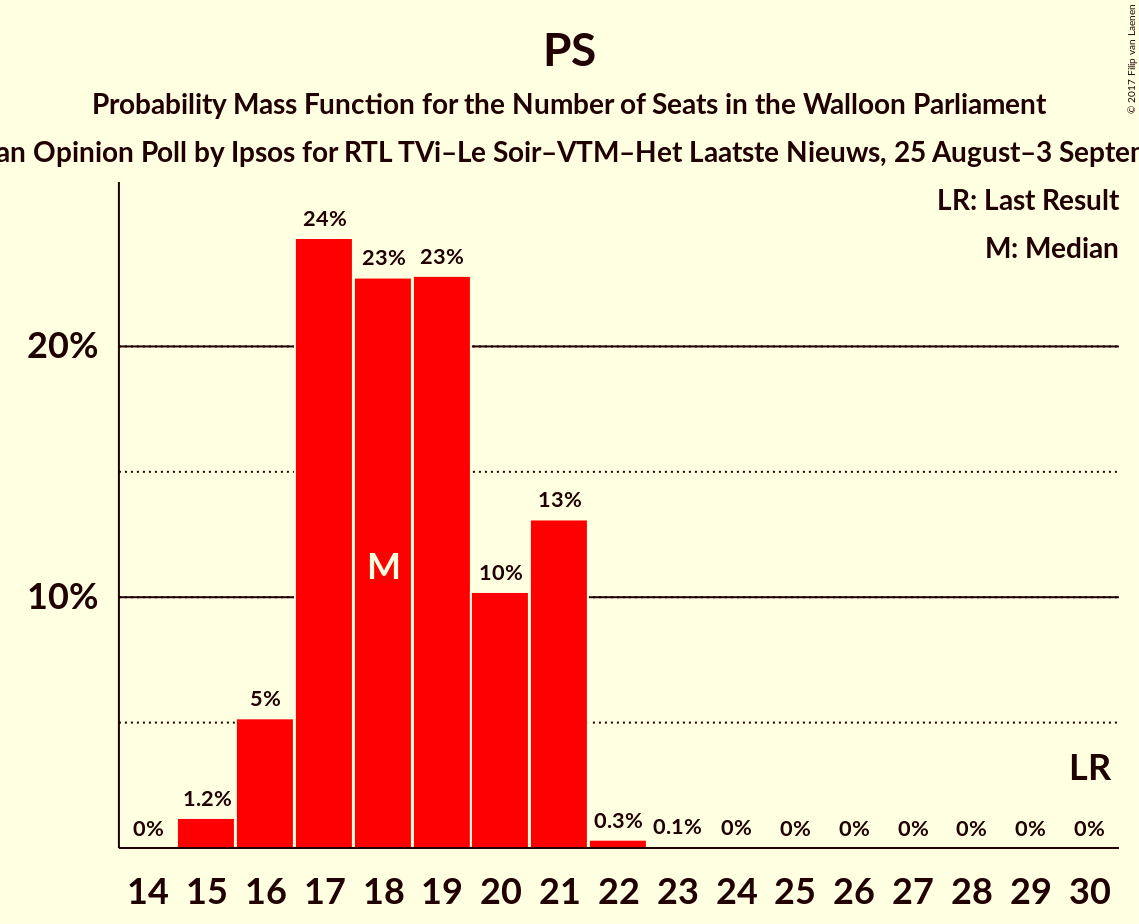 PS
Probability Mass Function for the Number of Seats in the Walloon Parliament
an Opinion Poll by Ipsos for RTL TVi–Le Soir–VTM–Het Laatste Nieuws, 25 August–3 Septem
© 2017 Filip van Laenen
LR: Last Result
M: Median
24%
23%
23%
20%
13%
M
10%
10%
5%
LR
1.2%
0%
0.3%
0.1%
0%
0%
0%
0%
0%
0%
0%
14 15 16 17 18 19 20 21 22 23 24 25 26 27 28 29 30